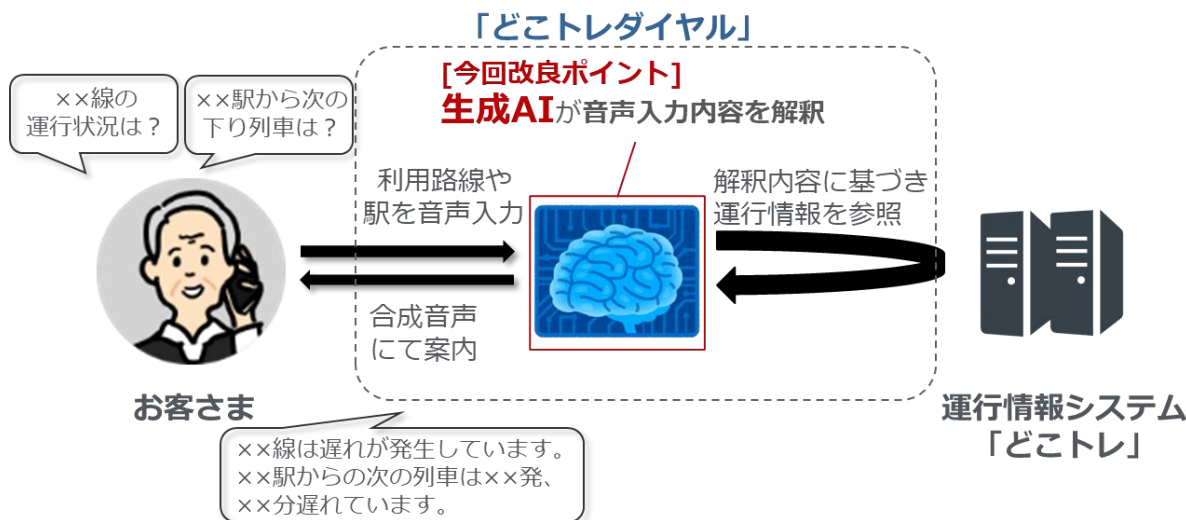 「どこトレダイヤル」
[今回改良ポイント]
生成AIが音声入力内容を解釈
××線の
運行状況は？
××駅から次の
下り列車は？
利用路線や
駅を音声入力
解釈内容に基づき
運行情報を参照
合成音声
にて案内
お客さま
運行情報システム
「どこトレ」
××線は遅れが発生しています。
××駅からの次の列車は××発、
××分遅れています。